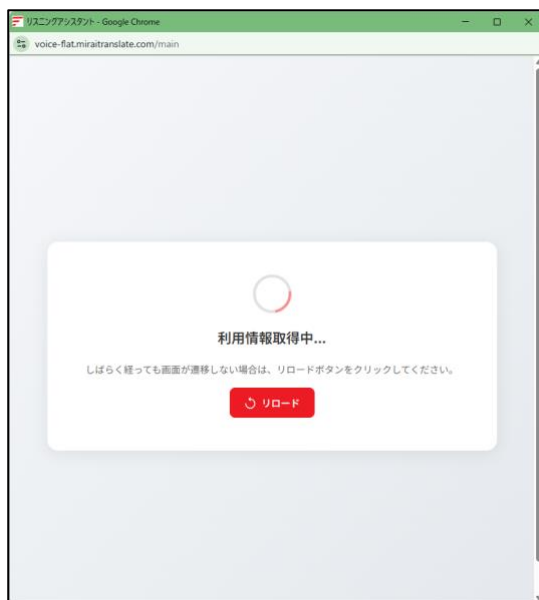 リスニングアシスタント - Google Chrome
voice-flat.miraitranslate.com/main
利用情報取得中...
しばらく経っても画面が遷移しない場合は、リロードボタンをクリックしてください。
リロード